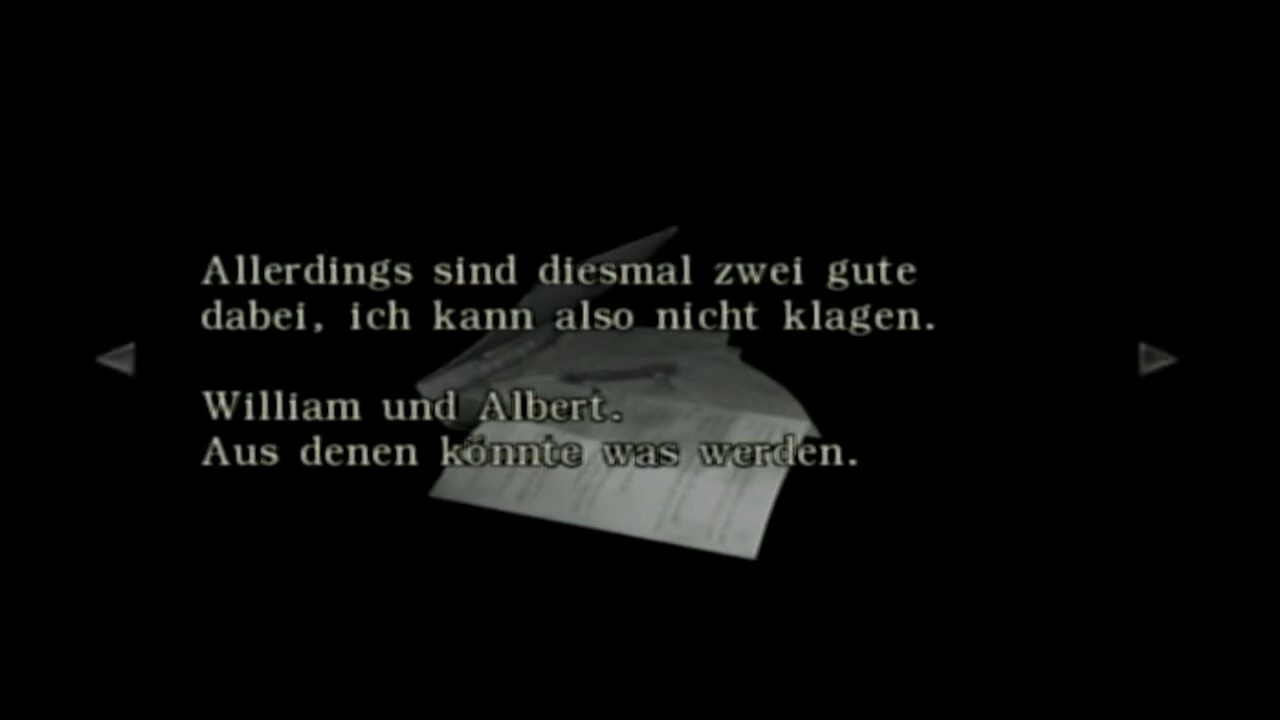 Allerdings sind diesmal zwei gute
dabei, ich kann also nicht klagen.
William und Albert.
Aus denen könnte was werden.